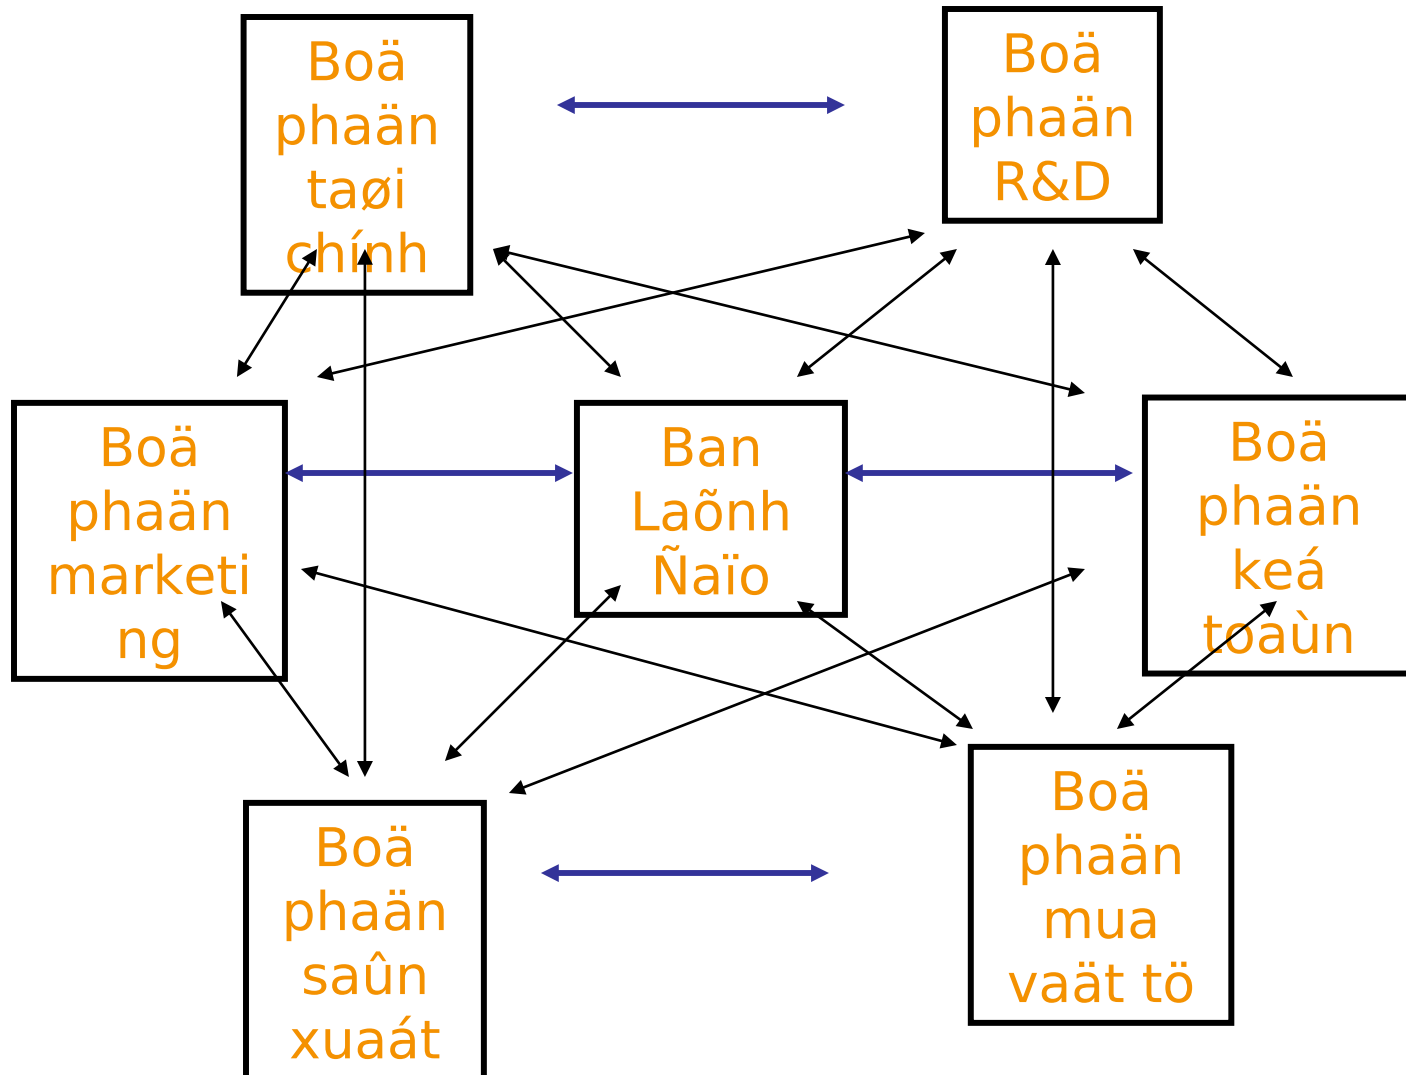 Boä
phaän
taøi
chính
Boä
phaän
R&D
Boä
phaän
marketi
ng
Ban
Laõnh
Ñaïo
Boä
phaän
keá
toaùn
Boä
phaän
saûn
xuaát
Boä
phaän
mua
vaät tö